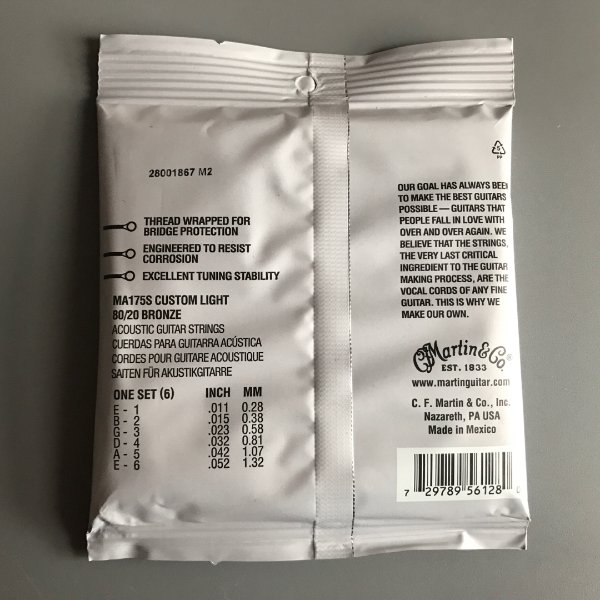 28001867 M2
THREAD WRAPPED FOR
BRIDGE PROTECTION
ENGINEERED TO RESIST
CORROSION
EXCELLENT TUNING STABILITY
MA175S CUSTOM LIGHT
80/20 BRONZE
ACOUSTIC GUITAR STRINGS
CUERDAS PARA GUITARRA ACÚSTICA
CORDES POUR GUITARE ACOUSTIQUE
SAITEN FÜR AKUSTIKGITARRE
ONE SET (6) INCH MM
E - 1 .011 0.28
B - 2 .015 0.38
G - 3 .023 0.58
D - 4 .032 0.81
A - 5 .042 1.07
E - 6 .052 1.32
5
PP
OUR GOAL HAS ALWAYS BEEN
TO MAKE THE BEST GUITARS
POSSIBLE — GUITARS THAT
PEOPLE FALL IN LOVE WITH
OVER AND OVER AGAIN. WE
BELIEVE THAT THE STRINGS,
THE VERY LAST CRITICAL
INGREDIENT TO THE GUITAR
MAKING PROCESS, ARE THE
VOCAL CORDS OF ANY FINE
GUITAR. THIS IS WHY WE
MAKE OUR OWN.
CF Martin & Co®
EST. 1833
www.martinguitar.com
C. F. Martin & Co., Inc.
Nazareth, PA USA
Made in Mexico
7 29789 56128